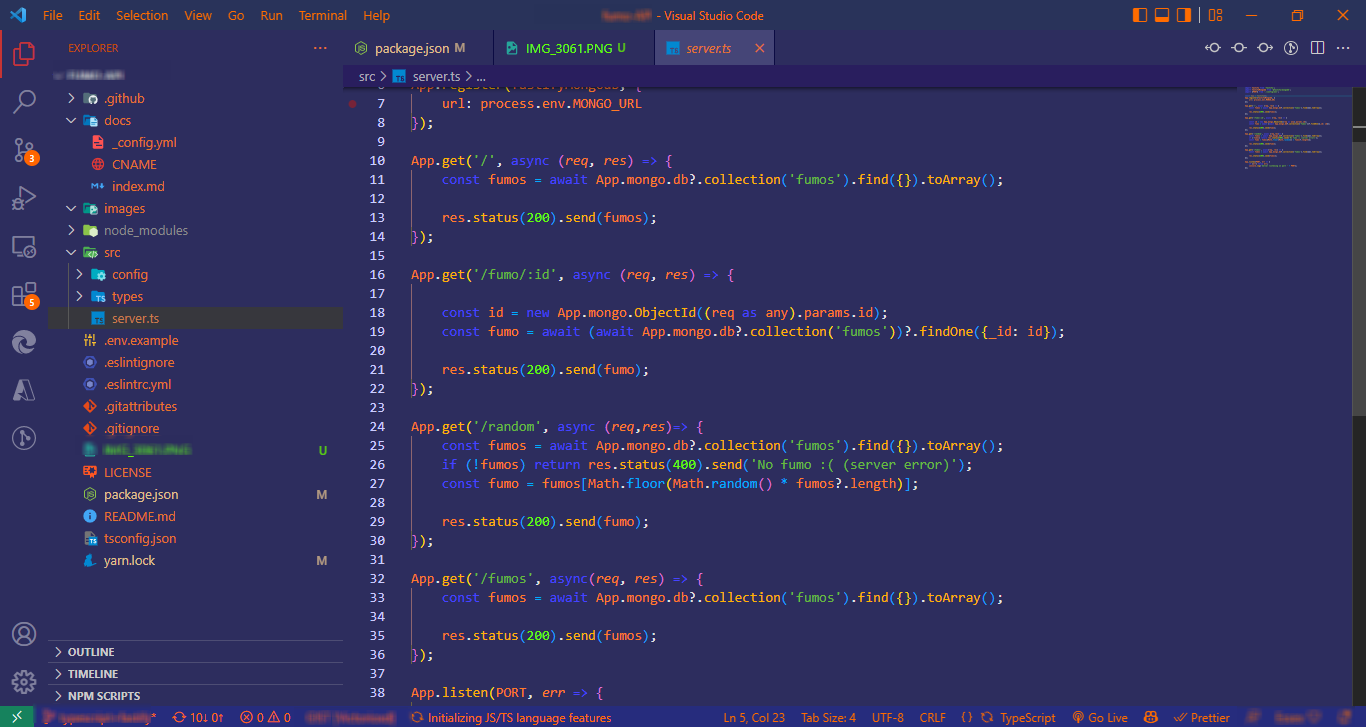 File Edit Selection View Go Run Terminal Help - Visual Studio Code
EXPLORER
package.json M
IMG_3061.PNG U
server.ts
src > server.ts > ...
.github
docs
_config.yml
CNAME
index.md
images
node_modules
src
config
types
server.ts
.env.example
.eslintignore
.eslintrc.yml
.gitattributes
.gitignore
U
LICENSE
package.json M
README.md
tsconfig.json
yarn.lock M
OUTLINE
TIMELINE
NPM SCRIPTS
3
5
7 url: process.env.MONGO_URL
8 });
9
10 App.get('/', async (req, res) => {
11 const fumos = await App.mongo.db?.collection('fumos').find({}).toArray();
12
13 res.status(200).send(fumos);
14 });
15
16 App.get('/fumo/:id', async (req, res) => {
17
18 const id = new App.mongo.ObjectId((req as any).params.id);
19 const fumo = await (await App.mongo.db?.collection('fumos'))?.findOne({_id: id});
20
21 res.status(200).send(fumo);
22 });
23
24 App.get('/random', async (req,res)=> {
25 const fumos = await App.mongo.db?.collection('fumos').find({}).toArray();
26 if (!fumos) return res.status(400).send('No fumo :( (server error)');
27 const fumo = fumos[Math.floor(Math.random() * fumos?.length)];
28
29 res.status(200).send(fumo);
30 });
31
32 App.get('/fumos', async(req, res) => {
33 const fumos = await App.mongo.db?.collection('fumos').find({}).toArray();
34
35 res.status(200).send(fumos);
36 });
37
38 App.listen(PORT, err => {
10↓ 0↑ 0 0 Initializing JS/TS language features Ln 5, Col 23 Tab Size: 4 UTF-8 CRLF {} TypeScript Go Live Prettier